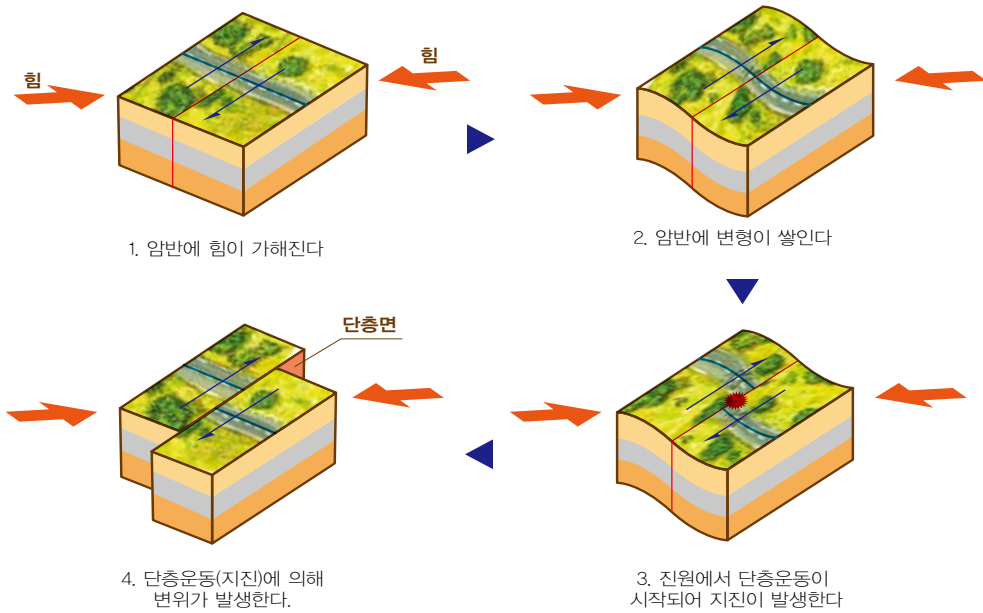 힘
힘
1. 암반에 힘이 가해진다
2. 암반에 변형이 쌓인다
단층면
4. 단층운동(지진)에 의해
변위가 발생한다.
3. 진원에서 단층운동이
시작되어 지진이 발생한다